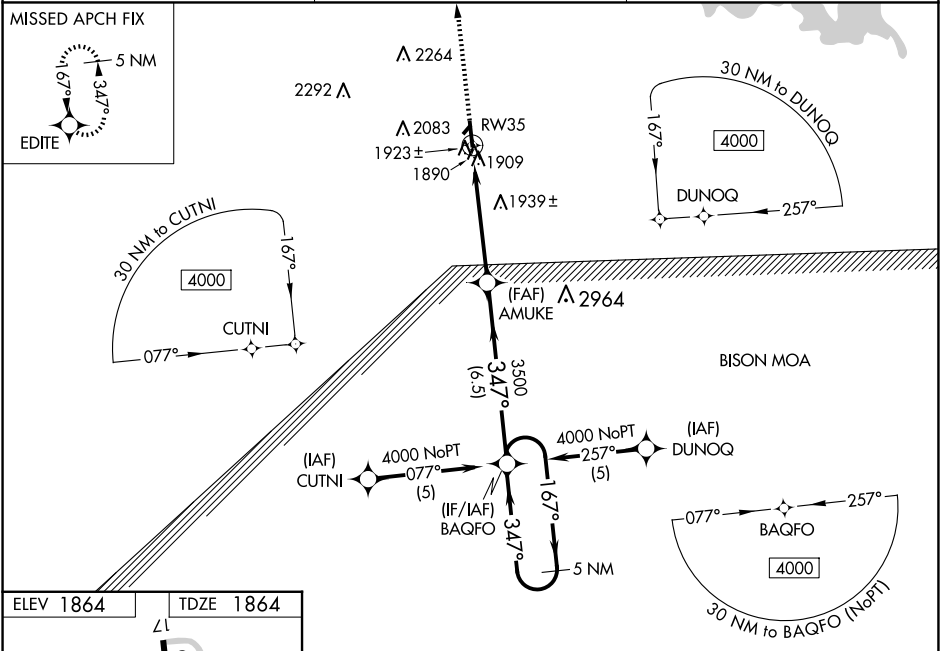 MISSED APCH FIX
5 NM
167°
347°
EDITE
2264
2292
2083
RW35
1923±
1890
1909
1939±
30 NM to DUNOQ
167°
4000
DUNOQ
257°
30 NM to CUTNI
167°
4000
CUTNI
077°
(FAF)
AMUKE
2964
BISON MOA
3500
347°
(6.5)
(IAF)
CUTNI
4000 NoPT
077°
(5)
4000 NoPT
257°
(5)
(IAF)
DUNOQ
(IF/IAF)
BAQFO
347°
167°
5 NM
077°
257°
BAQFO
4000
30 NM to BAQFO (NoPT)
ELEV 1864
TDZE 1864
17